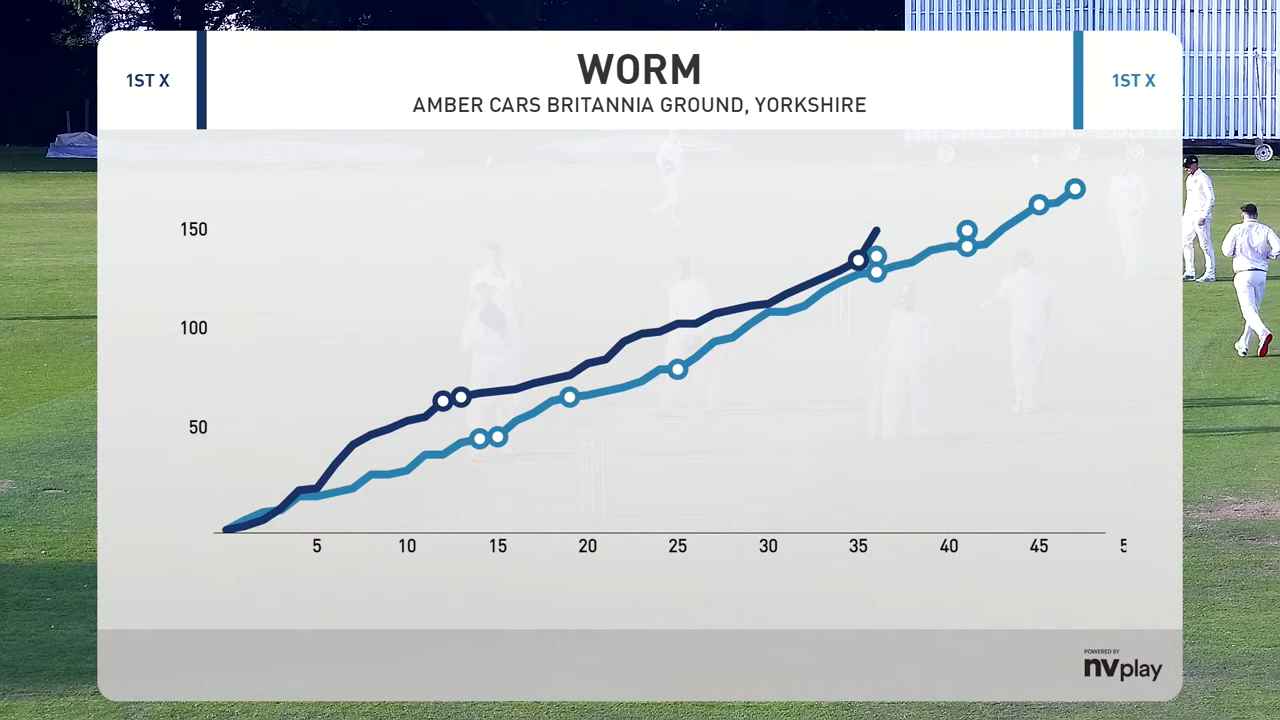 1ST X
WORM
AMBER CARS BRITANNIA GROUND, YORKSHIRE
1ST X
150
100
50
5 10 15 20 25 30 35 40 45
POWERED BY
nvplay